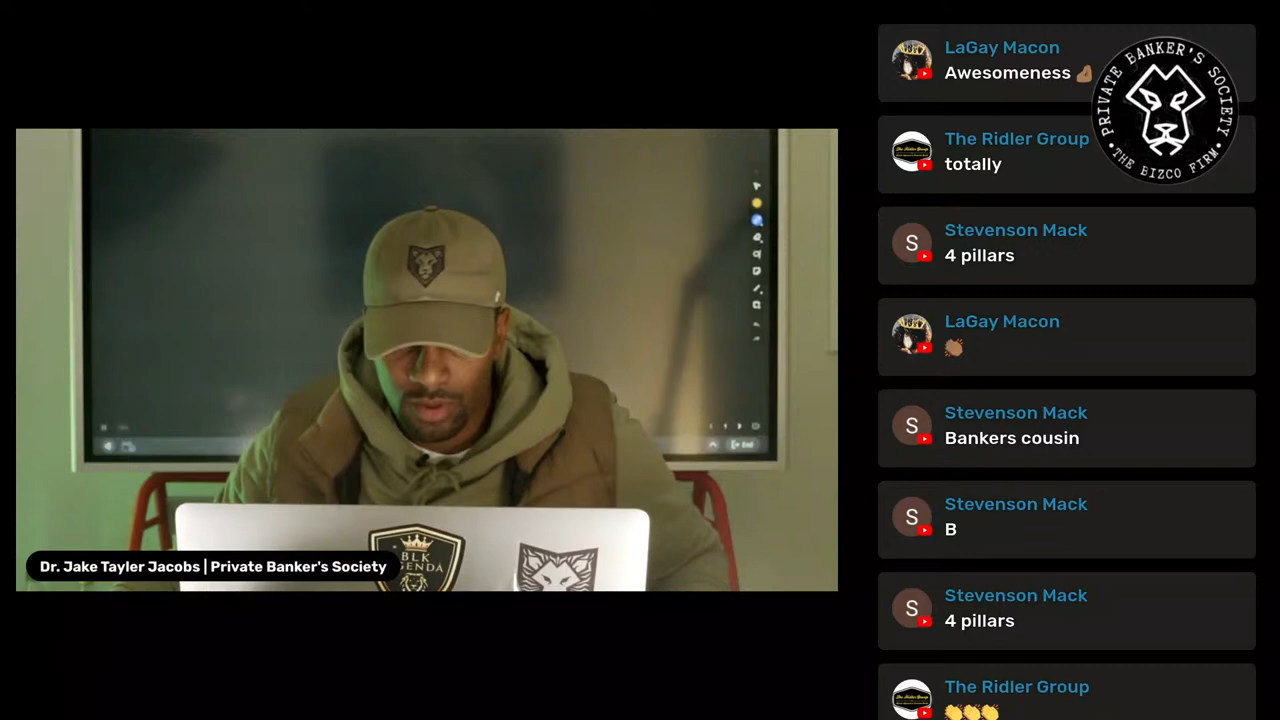 LaGay Macon
Awesomeness 🤌🏽
PRIVATE BANKER'S SOCIETY
• THE BIZCO FIRM •
The Ridler Group
totally
Stevenson Mack
4 pillars
LaGay Macon
👏🏽
Stevenson Mack
Bankers cousin
Stevenson Mack
B
Stevenson Mack
4 pillars
The Ridler Group
👏👏👏
End
BLK
Dr. Jake Tayler Jacobs | Private Banker's Society
S
S
S
S